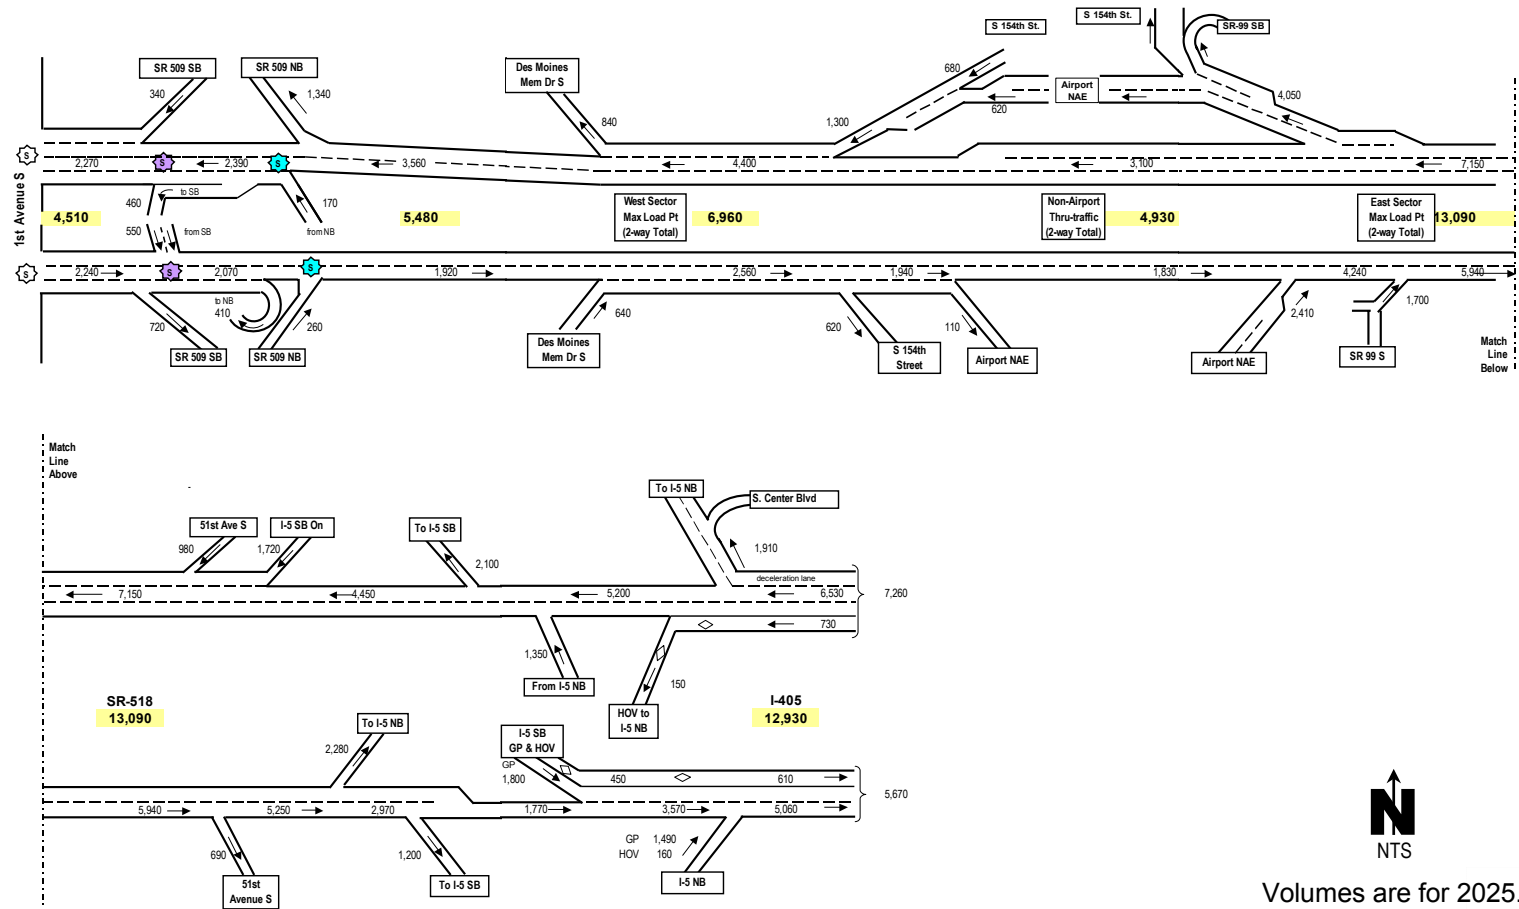 S 154th St.
S 154th St.
SR-99 SB
SR 509 SB
SR 509 NB
Des Moines
Mem Dr S
Airport
NAE
340
1,340
840
680
620
1,300
4,050
S
2,270
S
2,390
S
3,560
4,400
3,100
7,150
1st Avenue S
to SB
460
170
550
from SB
from NB
4,510
5,480
West Sector
Max Load Pt
(2-way Total)
6,960
Non-Airport
Thru-traffic
(2-way Total)
4,930
East Sector
Max Load Pt
(2-way Total)
13,090
S
2,240
S
2,070
S
1,920
2,560
1,940
1,830
4,240
5,940
to NB
410
720
260
640
620
110
2,410
1,700
SR 509 SB
SR 509 NB
Des Moines
Mem Dr S
S 154th
Street
Airport NAE
Airport NAE
SR 99 S
Match
Line
Below
Match
Line
Above
51st Ave S
I-5 SB On
To I-5 SB
To I-5 NB
S. Center Blvd
980
1,720
2,100
1,910
deceleration lane
7,150
4,450
5,200
6,530
7,260
730
1,350
150
From I-5 NB
HOV to
I-5 NB
SR-518
13,090
I-405
12,930
To I-5 NB
I-5 SB
GP & HOV
2,280
GP
1,800
450
610
5,670
5,940
5,250
2,970
1,770
3,570
5,060
690
1,200
GP 1,490
HOV 160
51st
Avenue S
To I-5 SB
I-5 NB
N
NTS
Volumes are for 2025.